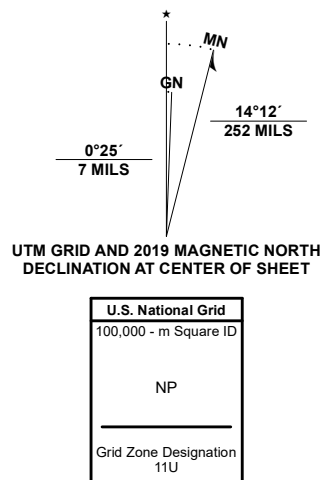 ★
MN
GN
14°12´
252 MILS
0°25´
7 MILS
UTM GRID AND 2019 MAGNETIC NORTH
DECLINATION AT CENTER OF SHEET
U.S. National Grid
100,000 - m Square ID
NP
Grid Zone Designation
11U